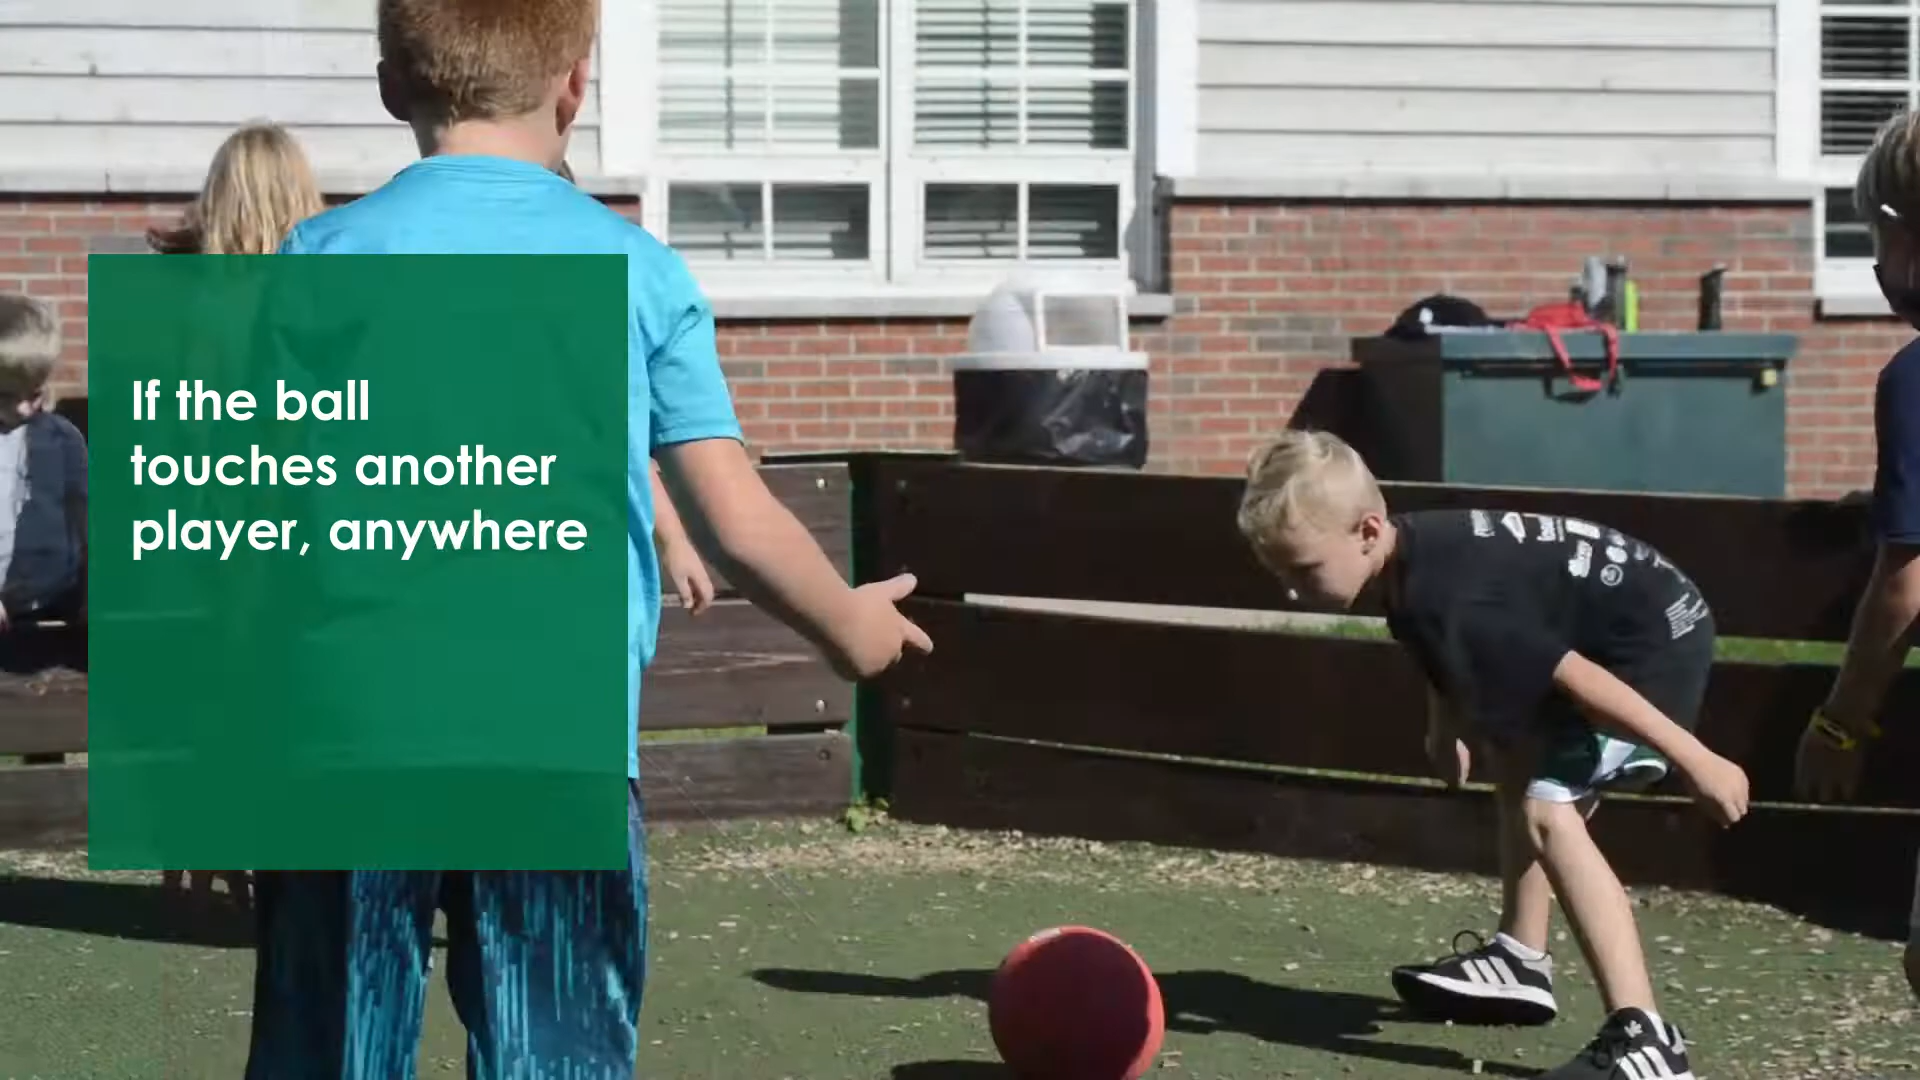 If the ball
touches another
player, anywhere